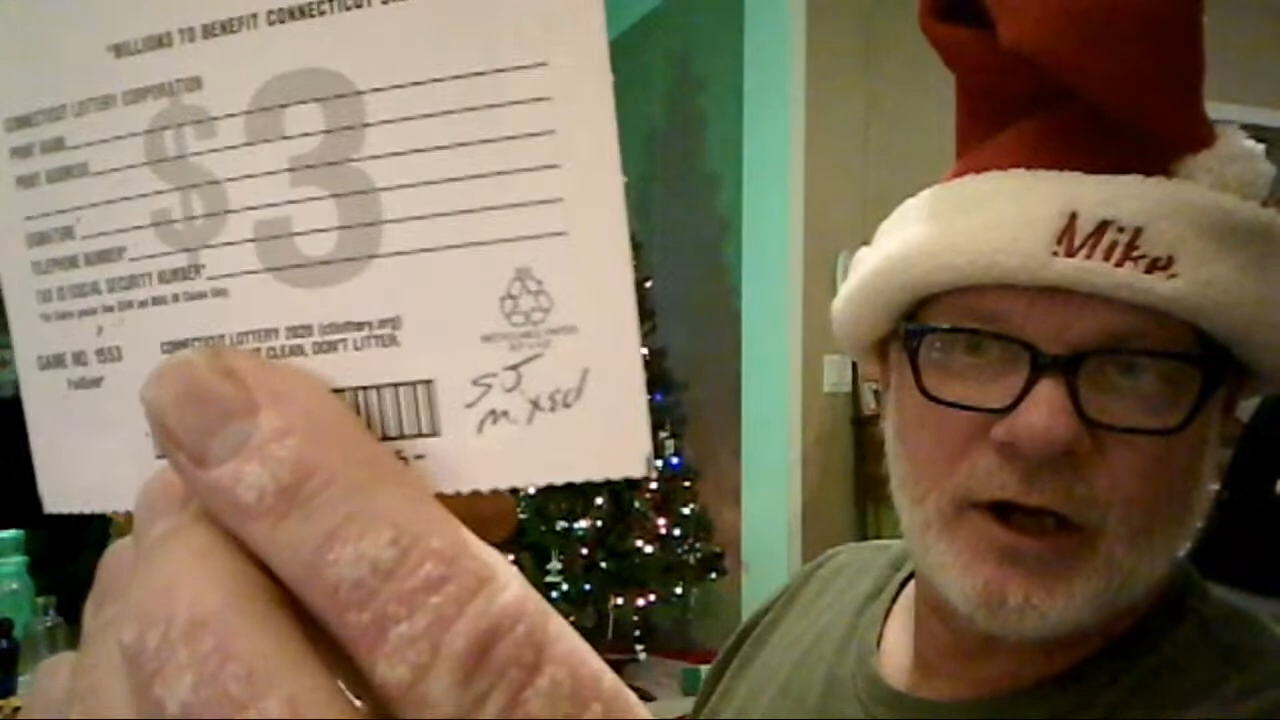 "BILLIONS TO BENEFIT CONNECTICUT
CONNECTICUT LOTTERY CORPORATION
$3
PRINT NAME
PRINT ADDRESS
SIGNATURE
TELEPHONE NUMBER*
TAX ID/SOCIAL SECURITY NUMBER*
GAME NO. 1553
CONNECTICUT LOTTERY 2020 (ctlottery.org)
CLEAN, DON'T LITTER.
SJ
mixed
Mike